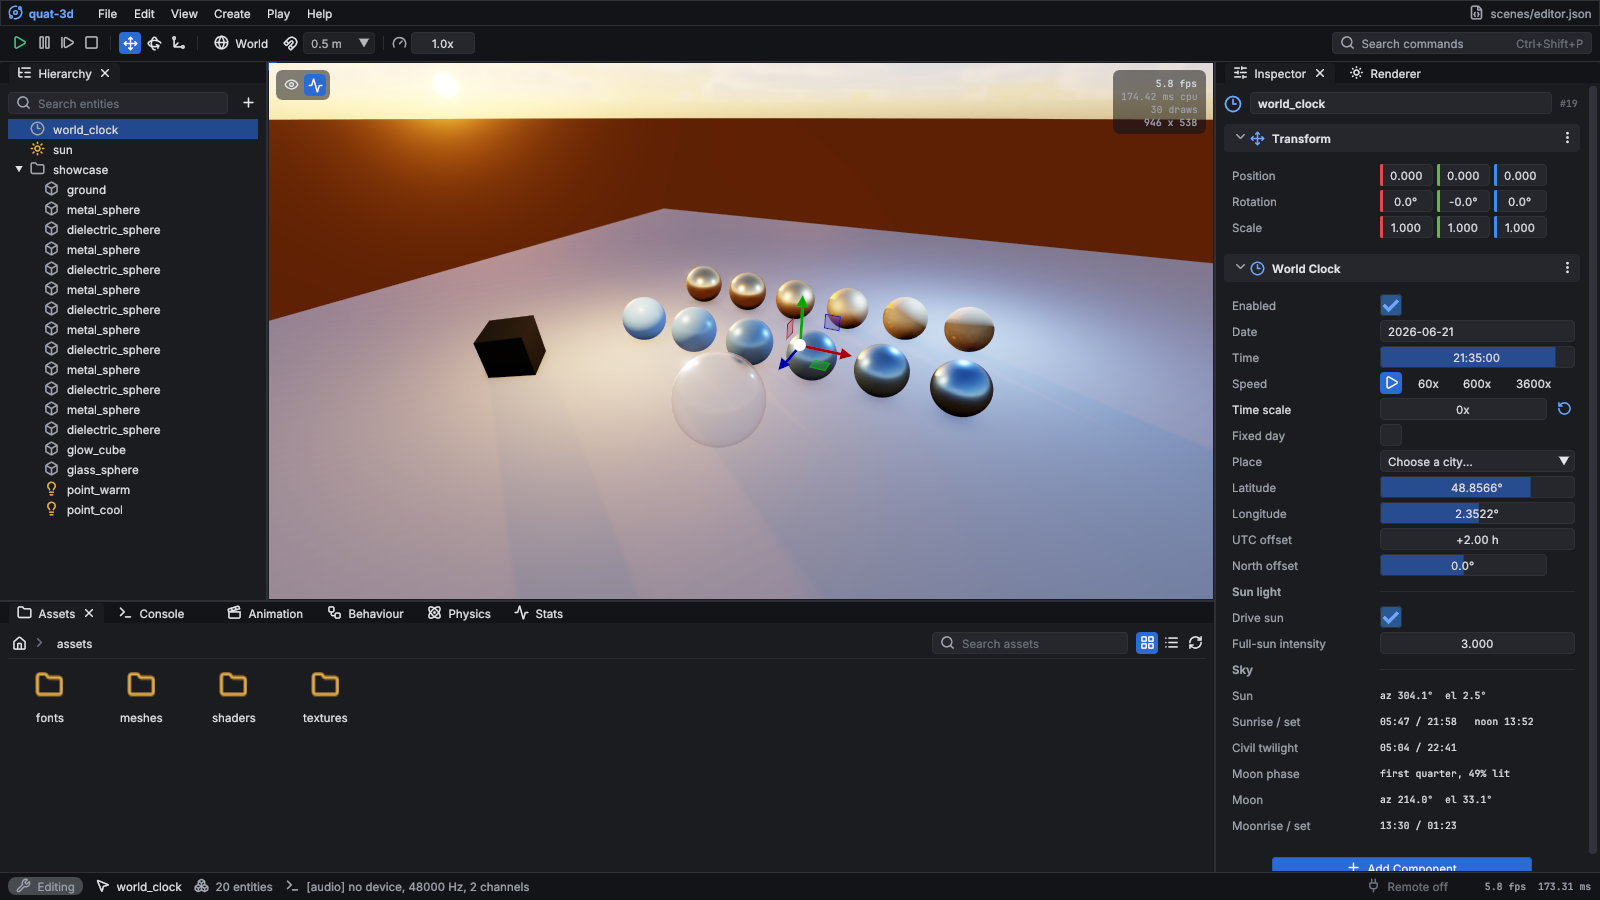 quat-3d File Edit View Create Play Help scenes/editor.json
World 0.5 m 1.0x Search commands Ctrl+Shift+P
Hierarchy
Search entities
world_clock
sun
showcase
ground
metal_sphere
dielectric_sphere
metal_sphere
dielectric_sphere
metal_sphere
dielectric_sphere
metal_sphere
dielectric_sphere
metal_sphere
dielectric_sphere
metal_sphere
dielectric_sphere
glow_cube
glass_sphere
point_warm
point_cool
5.8 fps
174.42 ms cpu
30 draws
946 x 538
Inspector Renderer
world_clock #19
Transform
Position 0.000 0.000 0.000
Rotation 0.0° -0.0° 0.0°
Scale 1.000 1.000 1.000
World Clock
Enabled
Date 2026-06-21
Time 21:35:00
Speed 60x 600x 3600x
Time scale 0x
Fixed day
Place Choose a city...
Latitude 48.8566°
Longitude 2.3522°
UTC offset +2.00 h
North offset 0.0°
Sun light
Drive sun
Full-sun intensity 3.000
Sky
Sun az 304.1° el 2.5°
Sunrise / set 05:47 / 21:58 noon 13:52
Civil twilight 05:04 / 22:41
Moon phase first quarter, 49% lit
Moon az 214.0° el 33.1°
Moonrise / set 13:30 / 01:23
Add Component
Assets Console Animation Behaviour Physics Stats
assets Search assets
fonts meshes shaders textures
Editing world_clock 20 entities [audio] no device, 48000 Hz, 2 channels Remote off 5.8 fps 173.31 ms